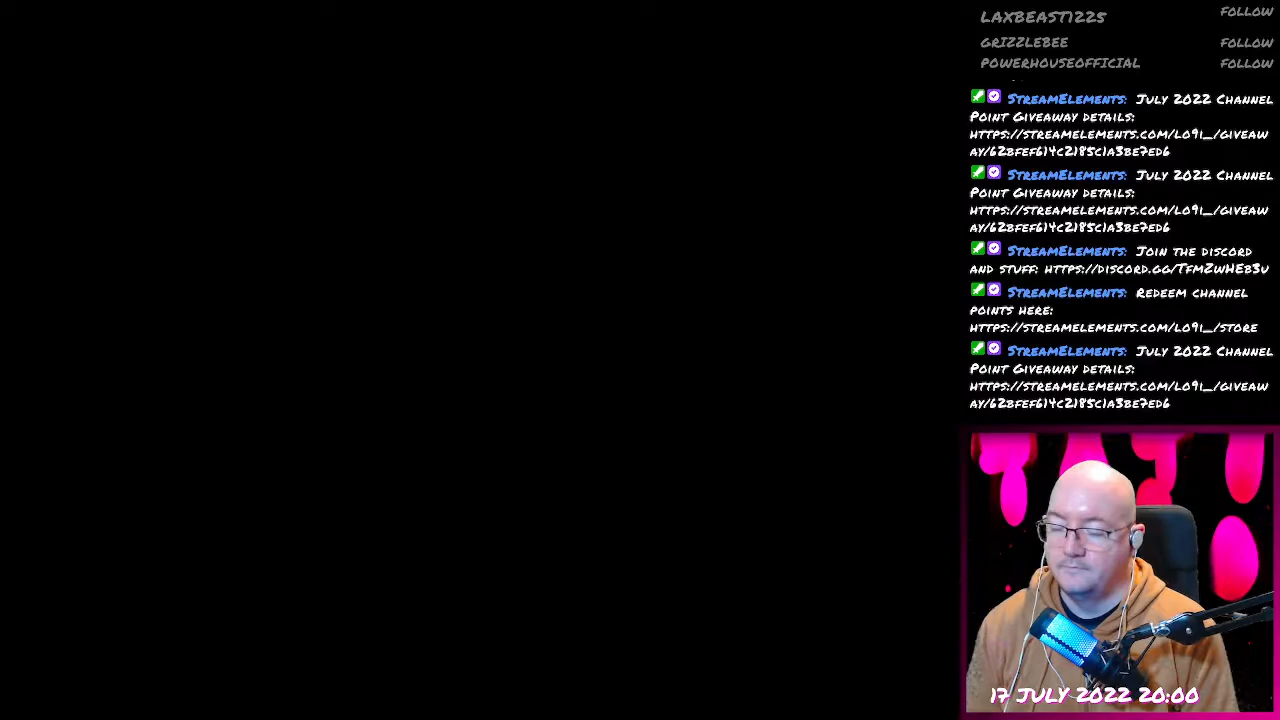 LAXBEAST1225 FOLLOW
GRIZZLEBEE FOLLOW
POWERHOUSEOFFICIAL FOLLOW
StreamElements: July 2022 Channel
Point Giveaway details:
https://streamelements.com/lo9i_/giveaw
ay/62bfef614c2185c1a3be7ed6
StreamElements: July 2022 Channel
Point Giveaway details:
https://streamelements.com/lo9i_/giveaw
ay/62bfef614c2185c1a3be7ed6
StreamElements: Join the discord
and stuff: https://discord.gg/TfmZwHEb3u
StreamElements: Redeem channel
points here:
https://streamelements.com/lo9i_/store
StreamElements: July 2022 Channel
Point Giveaway details:
https://streamelements.com/lo9i_/giveaw
ay/62bfef614c2185c1a3be7ed6
17 JULY 2022 20:00